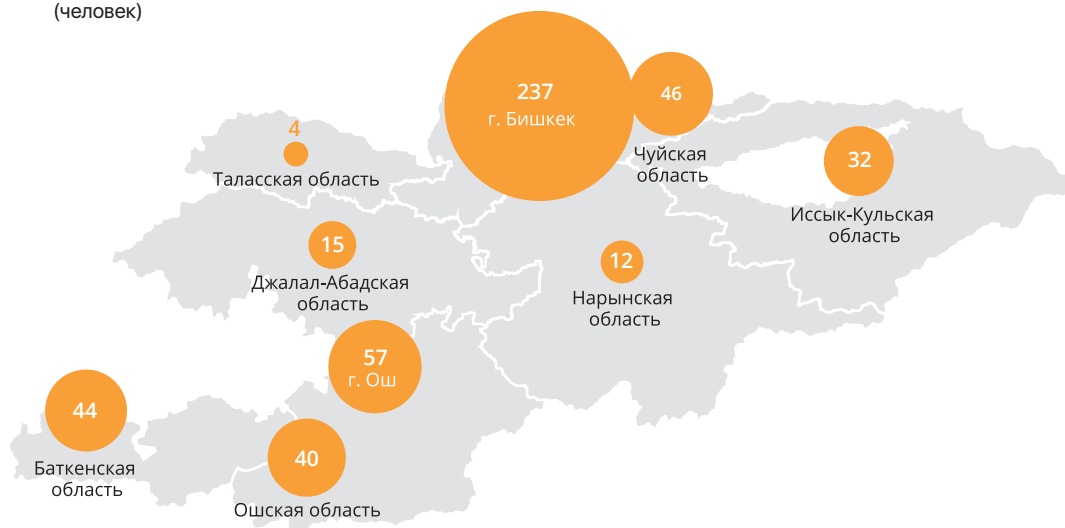 (человек)
237
г. Бишкек
46
Чуйская
область
4
Таласская область
32
Иссык-Кульская
область
15
Джалал-Абадская
область
12
Нарынская
область
57
г. Ош
44
Баткенская
область
40
Ошская область